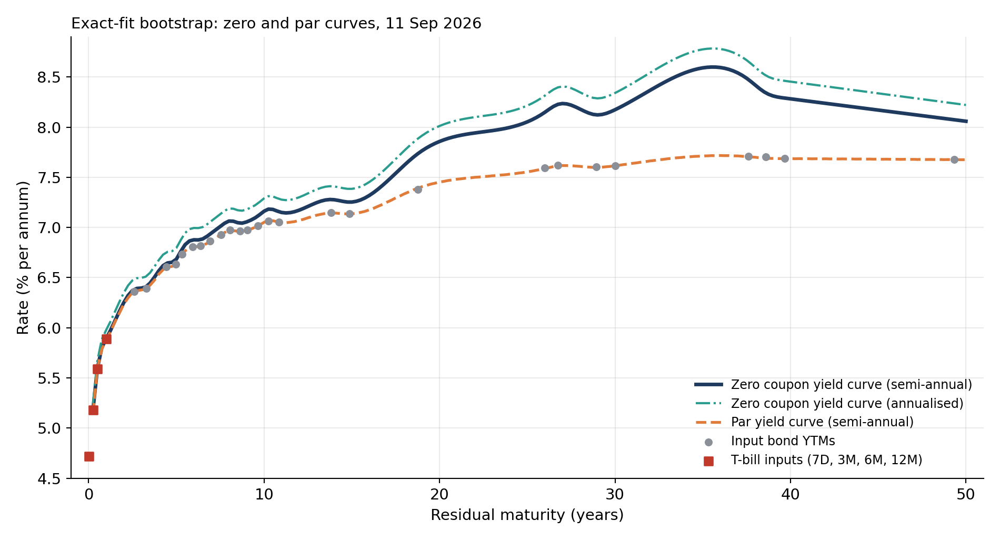 Exact-fit bootstrap: zero and par curves, 11 Sep 2026
8.5
8.0
7.5
7.0
6.5
6.0
5.5
5.0
4.5
Rate (% per annum)
Zero coupon yield curve (semi-annual)
Zero coupon yield curve (annualised)
Par yield curve (semi-annual)
Input bond YTMs
T-bill inputs (7D, 3M, 6M, 12M)
0 10 20 30 40 50
Residual maturity (years)